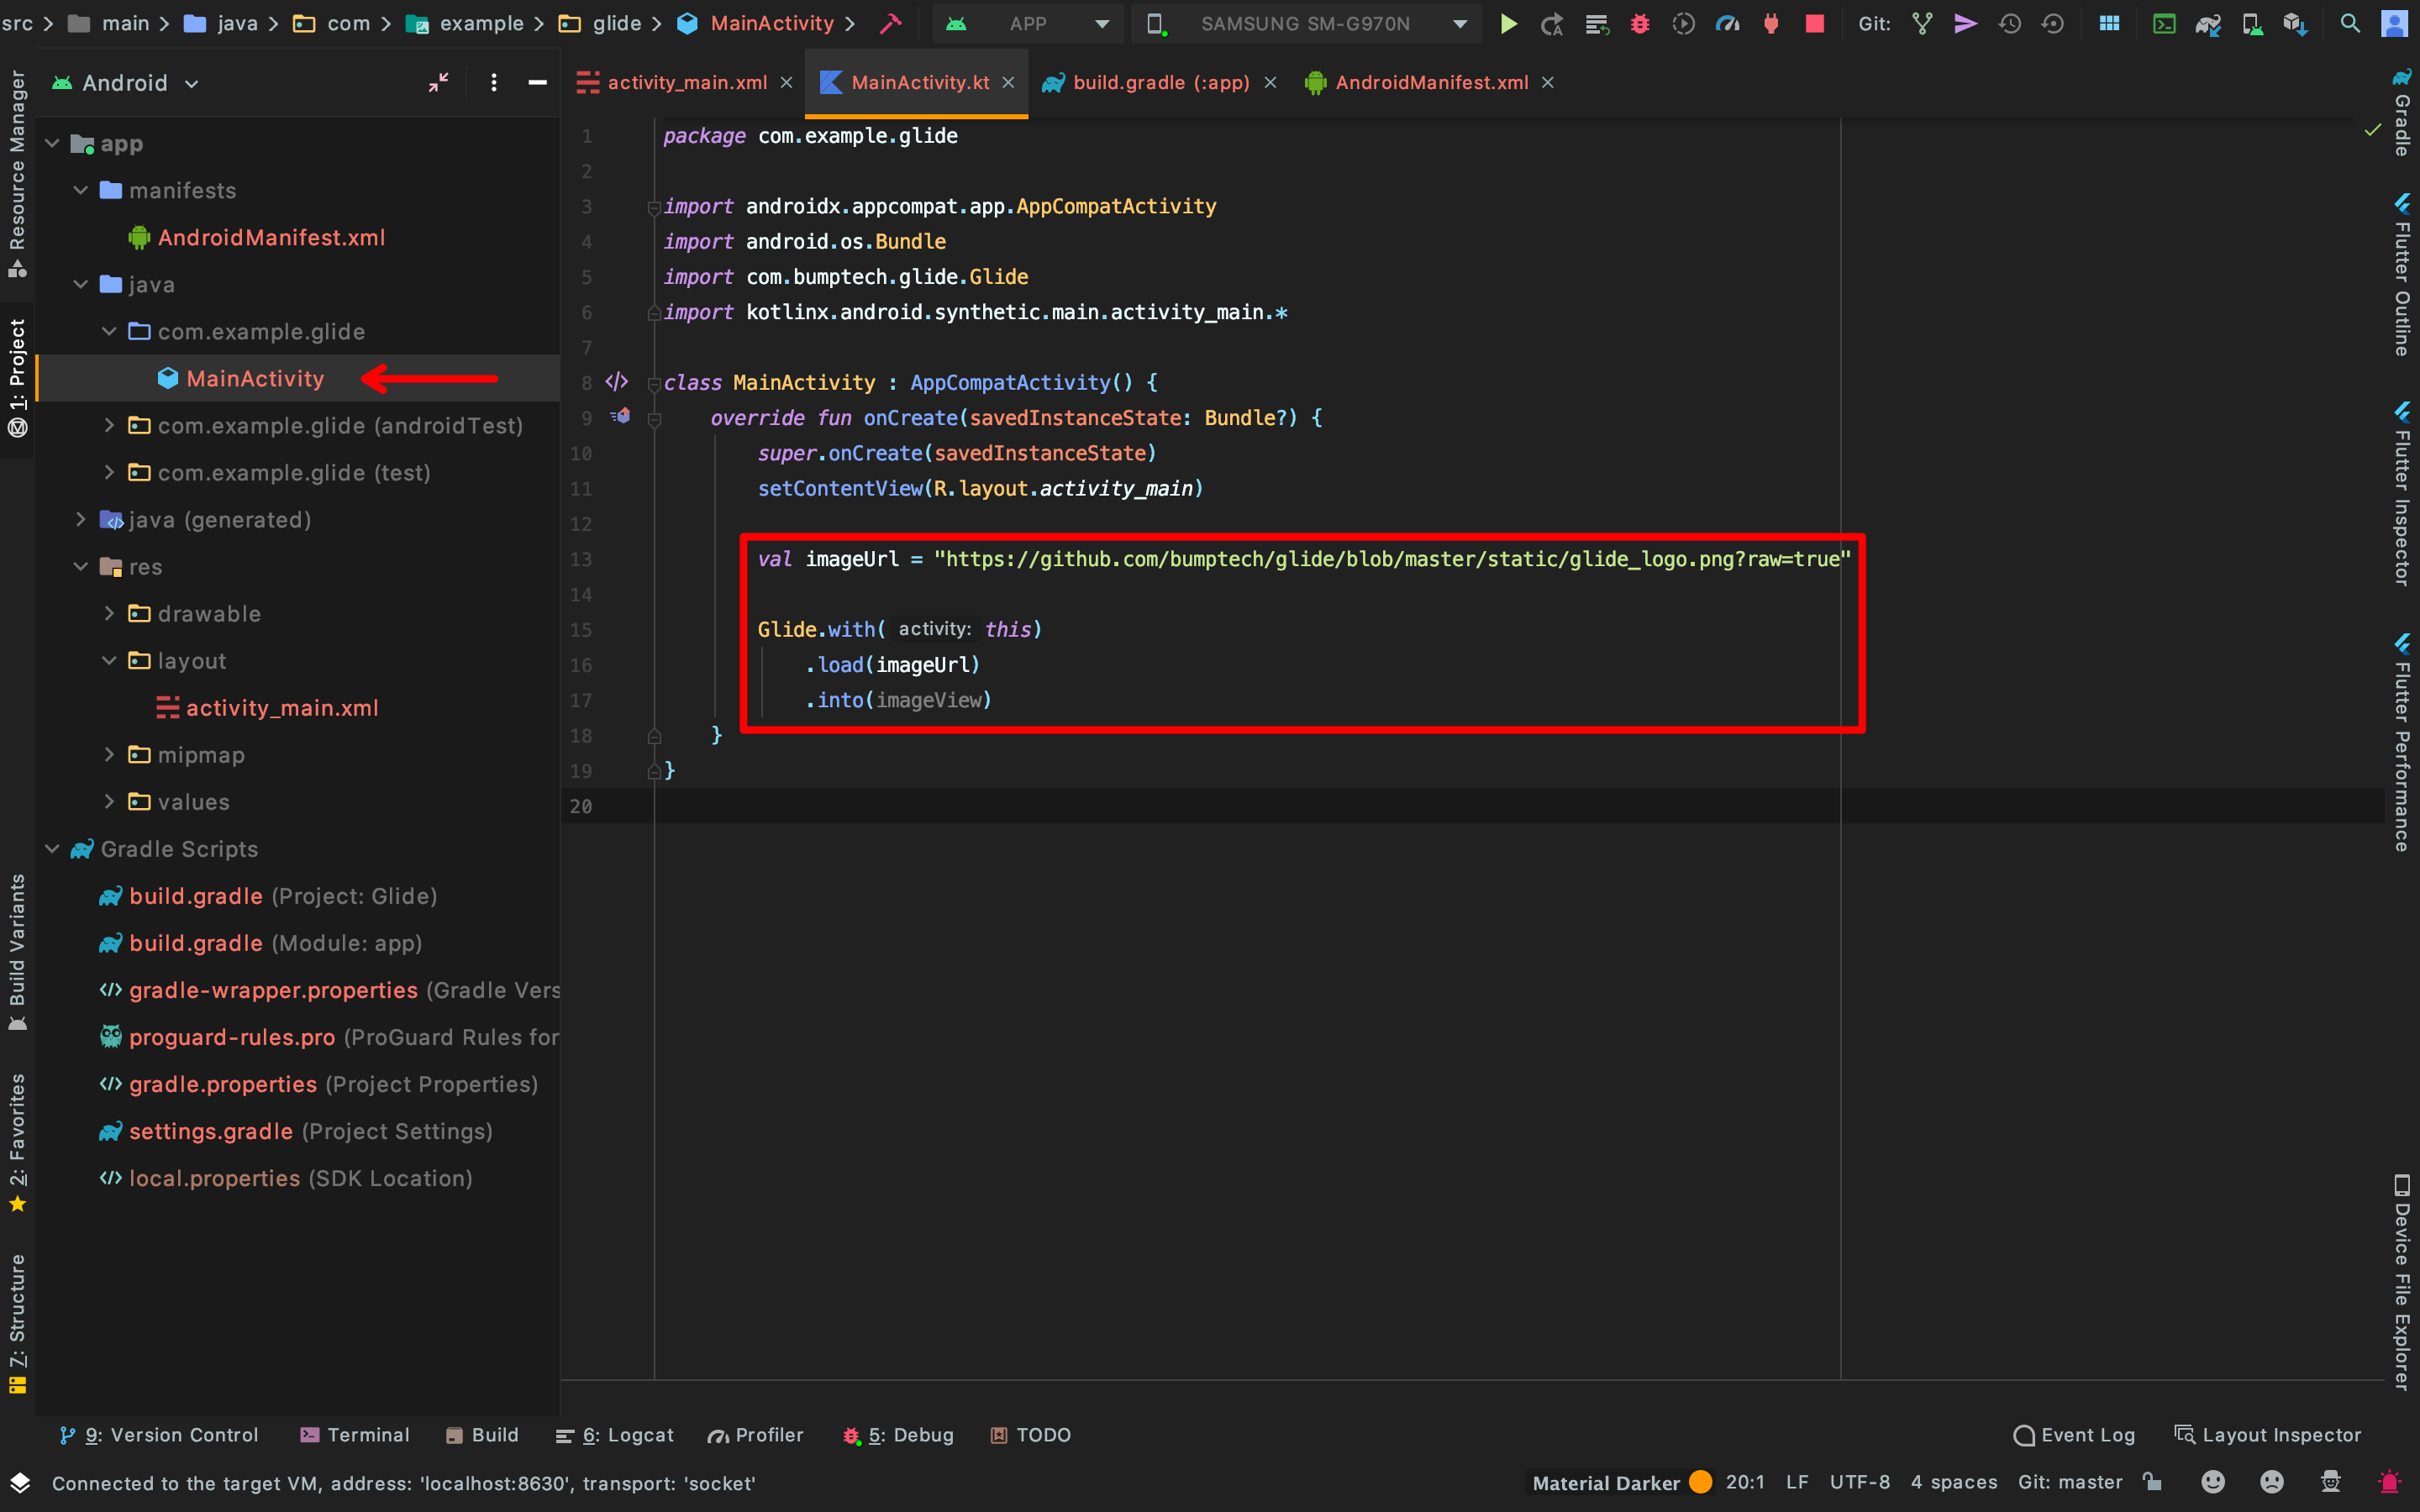 src main java com example glide MainActivity APP SAMSUNG SM-G970N Git:
Android
activity_main.xml MainActivity.kt build.gradle (:app) AndroidManifest.xml
Resource Manager
1: Project
Build Variants
2: Favorites
7: Structure
app
manifests
AndroidManifest.xml
java
com.example.glide
MainActivity
com.example.glide (androidTest)
com.example.glide (test)
java (generated)
res
drawable
layout
activity_main.xml
mipmap
values
Gradle Scripts
build.gradle (Project: Glide)
build.gradle (Module: app)
gradle-wrapper.properties (Gradle Vers
proguard-rules.pro (ProGuard Rules for
gradle.properties (Project Properties)
settings.gradle (Project Settings)
local.properties (SDK Location)
1 package com.example.glide
2
3 import androidx.appcompat.app.AppCompatActivity
4 import android.os.Bundle
5 import com.bumptech.glide.Glide
6 import kotlinx.android.synthetic.main.activity_main.*
7
8 class MainActivity : AppCompatActivity() {
9 override fun onCreate(savedInstanceState: Bundle?) {
10 super.onCreate(savedInstanceState)
11 setContentView(R.layout.activity_main)
12
13 val imageUrl = "https://github.com/bumptech/glide/blob/master/static/glide_logo.png?raw=true"
14
15 Glide.with( activity: this)
16 .load(imageUrl)
17 .into(imageView)
18 }
19 }
20
Gradle
Flutter Outline
Flutter Inspector
Flutter Performance
Device File Explorer
9: Version Control Terminal Build 6: Logcat Profiler 5: Debug TODO Event Log Layout Inspector
Connected to the target VM, address: 'localhost:8630', transport: 'socket' Material Darker 20:1 LF UTF-8 4 spaces Git: master